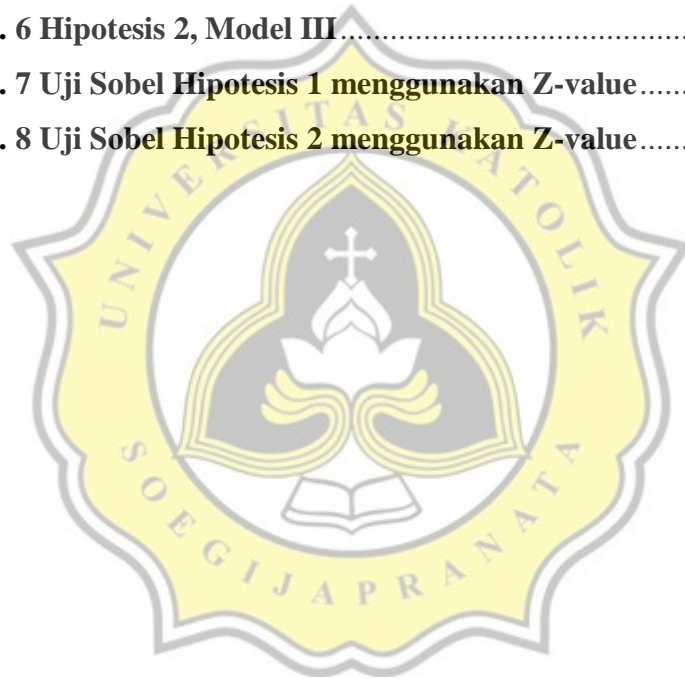 . 6 Hipotesis 2, Model III..........................................
. 7 Uji Sobel Hipotesis 1 menggunakan Z-value......
. 8 Uji Sobel Hipotesis 2 menggunakan Z-value......
UNIVERSITAS KATOLIK
SOEGIJAPRANATA